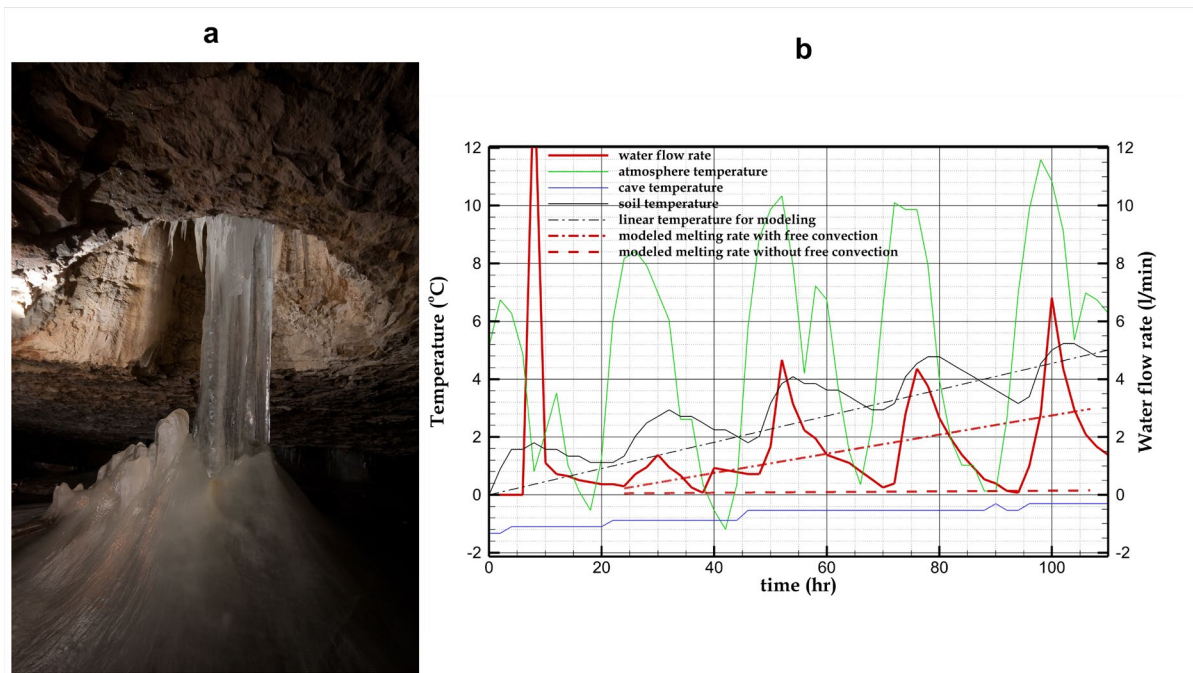 a
b
12
10
8
6
4
2
0
-2
Temperature (°C)
water flow rate
atmosphere temperature
cave temperature
soil temperature
linear temperature for modeling
modeled melting rate with free convection
modeled melting rate without free convection
12
10
8
6
4
2
0
-2
Water flow rate (l/min)
0 20 40 60 80 100
time (hr)